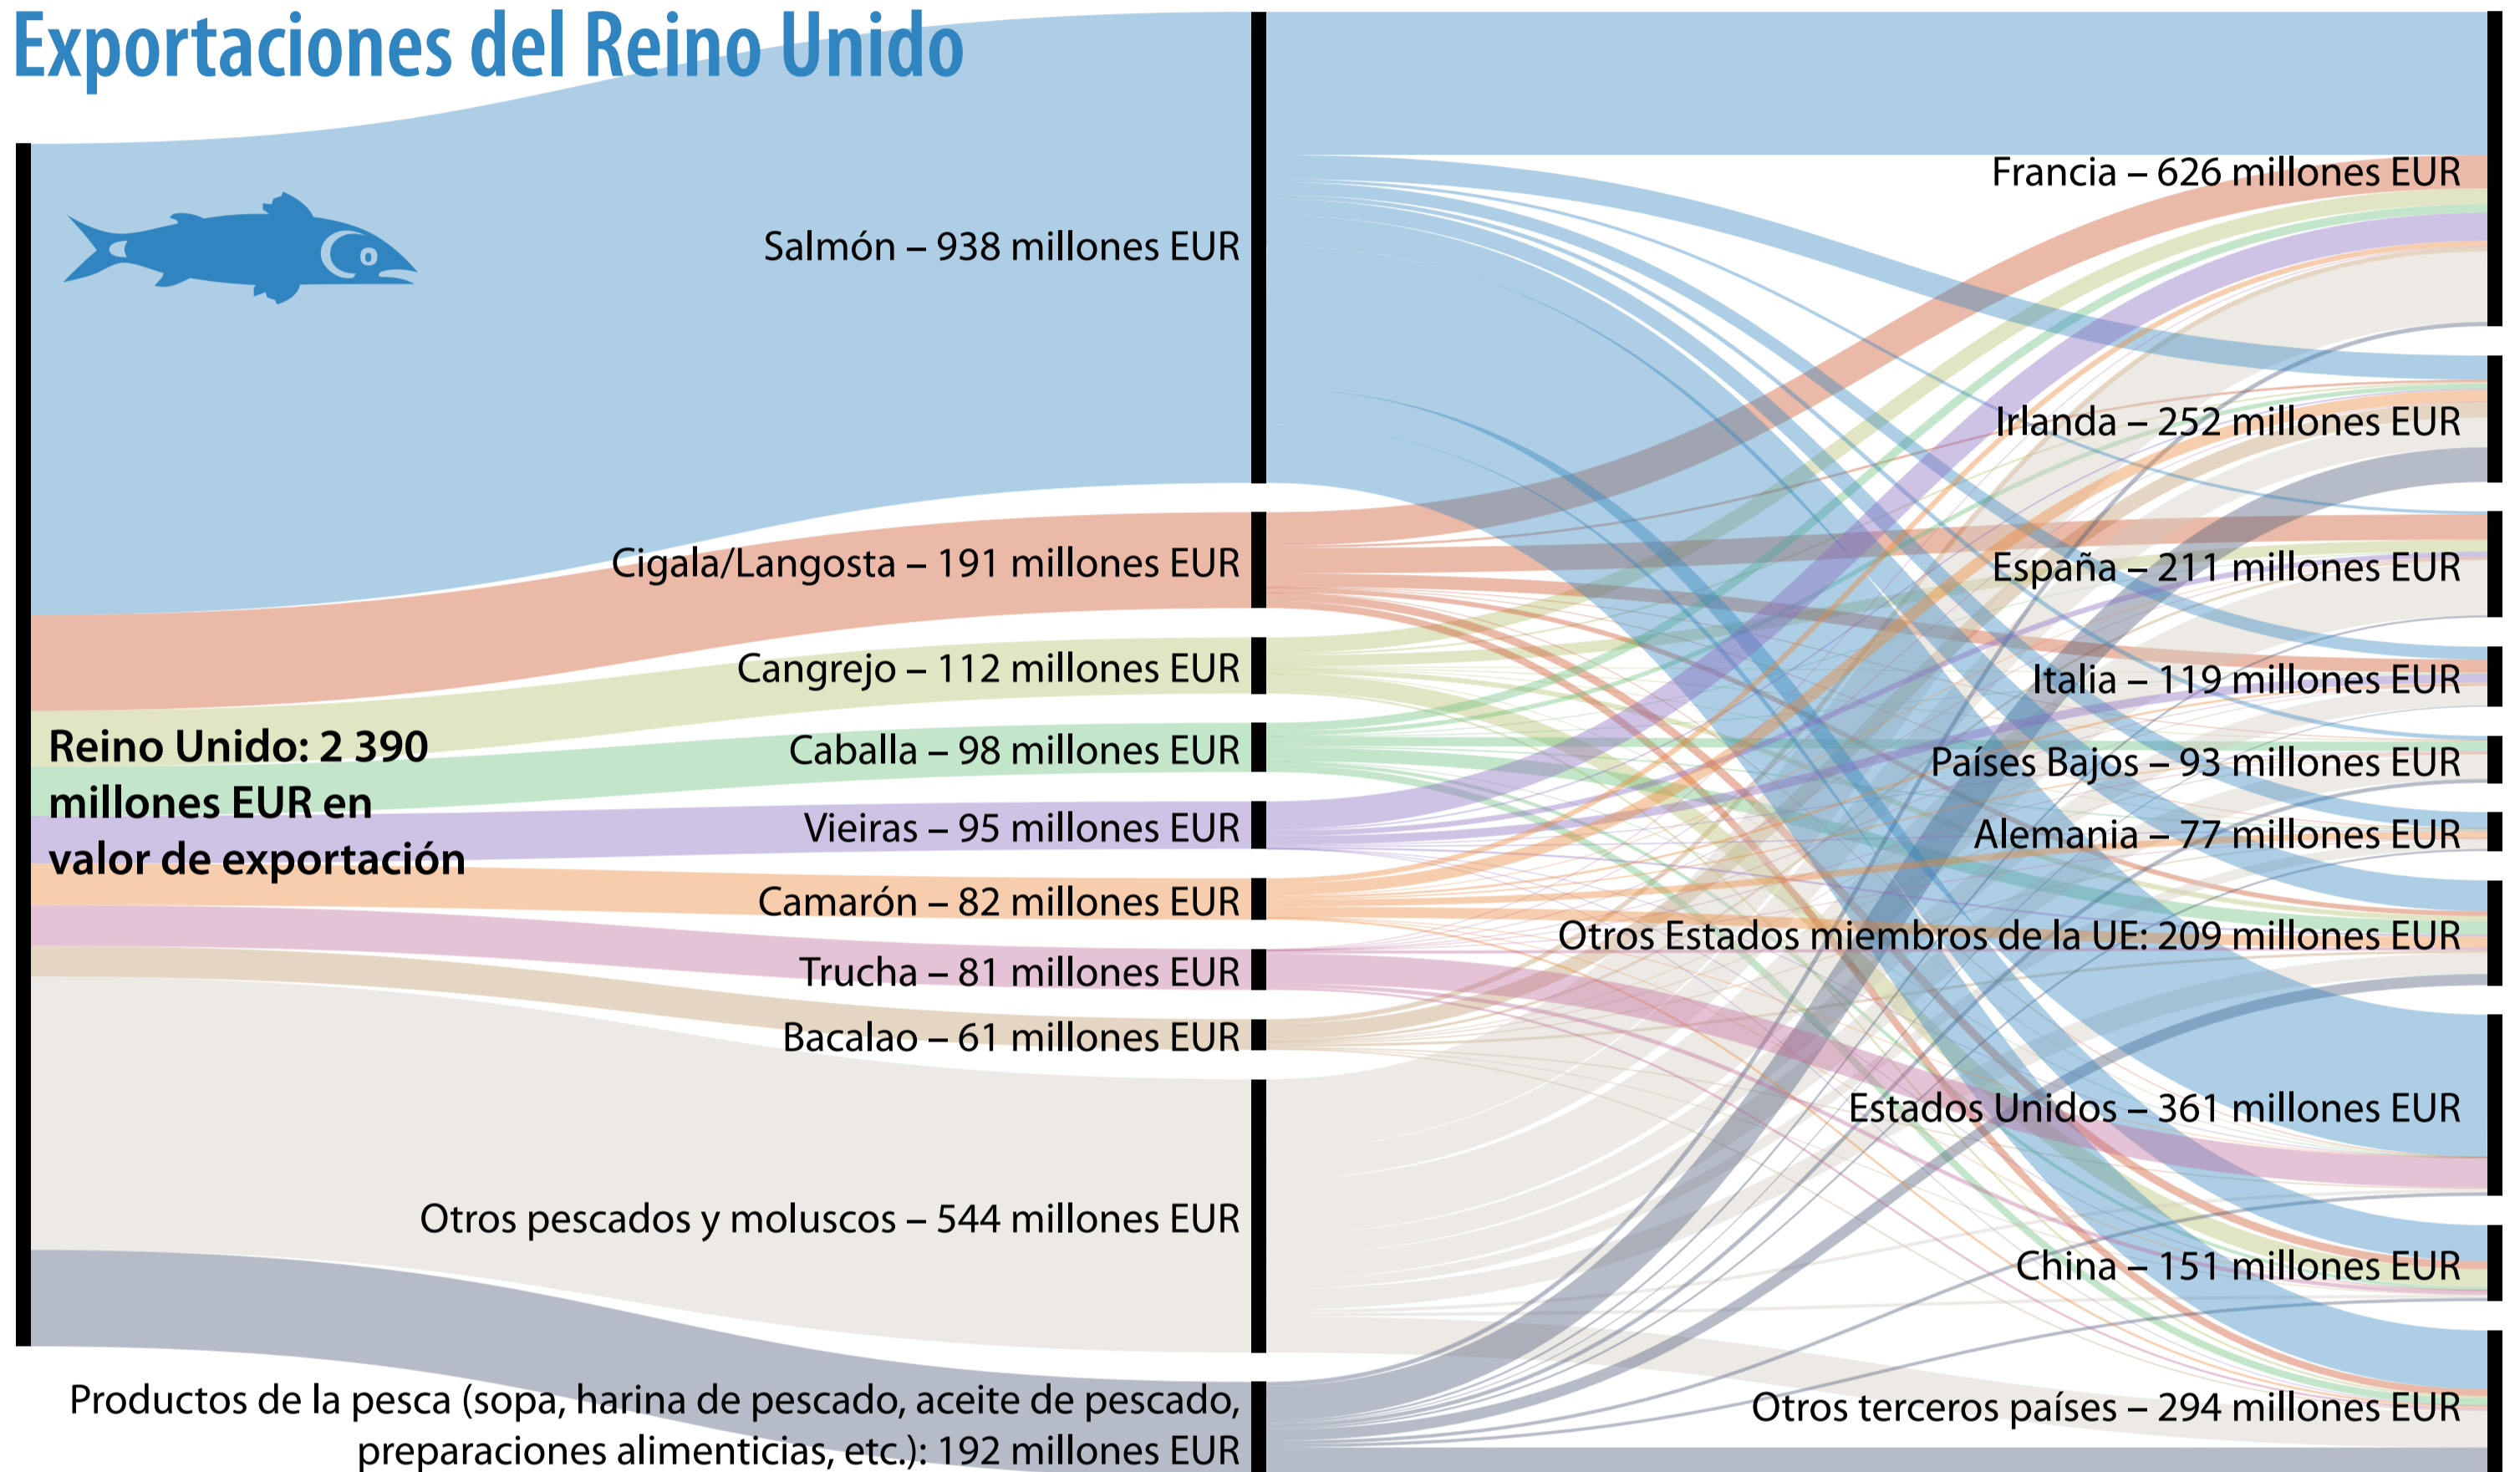 Exportaciones del Reino Unido
Reino Unido: 2 390
millones EUR en
valor de exportación
Salmón – 938 millones EUR
Cigala/Langosta – 191 millones EUR
Cangrejo – 112 millones EUR
Caballa – 98 millones EUR
Vieiras – 95 millones EUR
Camarón – 82 millones EUR
Trucha – 81 millones EUR
Bacalao – 61 millones EUR
Otros pescados y moluscos – 544 millones EUR
Productos de la pesca (sopa, harina de pescado, aceite de pescado,
preparaciones alimenticias, etc.): 192 millones EUR
Francia – 626 millones EUR
Irlanda – 252 millones EUR
España – 211 millones EUR
Italia – 119 millones EUR
Países Bajos – 93 millones EUR
Alemania – 77 millones EUR
Otros Estados miembros de la UE: 209 millones EUR
Estados Unidos – 361 millones EUR
China – 151 millones EUR
Otros terceros países – 294 millones EUR